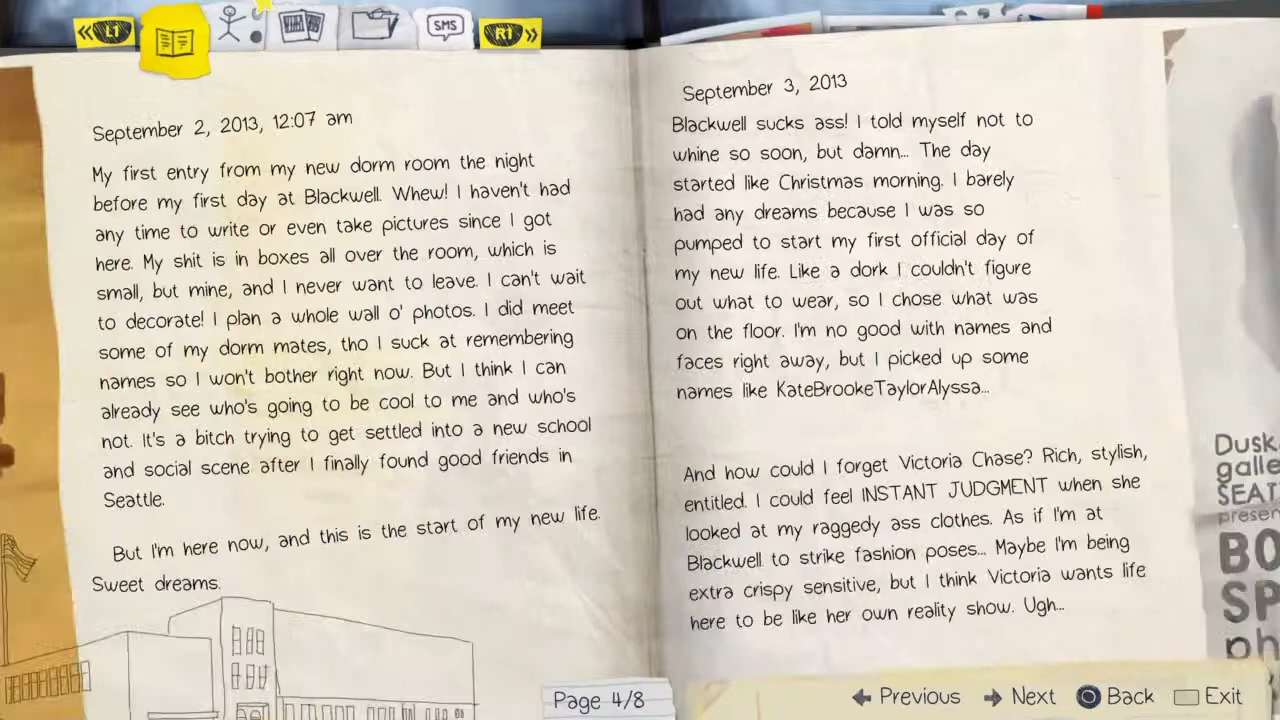 L1
SMS
R1
September 2, 2013, 12:07 am
My first entry from my new dorm room the night
before my first day at Blackwell. Whew! I haven't had
any time to write or even take pictures since I got
here. My shit is in boxes all over the room, which is
small, but mine, and I never want to leave. I can't wait
to decorate! I plan a whole wall o' photos. I did meet
some of my dorm mates, tho I suck at remembering
names so I won't bother right now. But I think I can
already see who's going to be cool to me and who's
not. It's a bitch trying to get settled into a new school
and social scene after I finally found good friends in
Seattle.
But I'm here now, and this is the start of my new life.
Sweet dreams.
September 3, 2013
Blackwell sucks ass! I told myself not to
whine so soon, but damn... The day
started like Christmas morning. I barely
had any dreams because I was so
pumped to start my first official day of
my new life. Like a dork I couldn't figure
out what to wear, so I chose what was
on the floor. I'm no good with names and
faces right away, but I picked up some
names like KateBrookeTaylorAlyssa...
And how could I forget Victoria Chase? Rich, stylish,
entitled. I could feel INSTANT JUDGMENT when she
looked at my raggedy ass clothes. As if I'm at
Blackwell to strike fashion poses... Maybe I'm being
extra crispy sensitive, but I think Victoria wants life
here to be like her own reality show. Ugh...
Dusk
galle
SEAT
presen
BO
SP
ph
Page 4/8
Previous
Next
Back
Exit